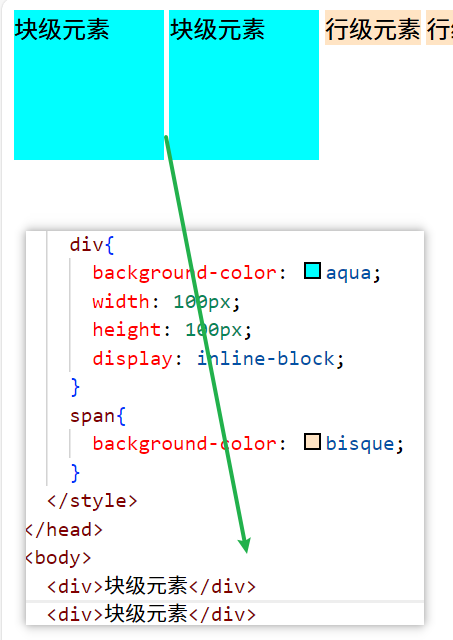 块级元素 块级元素 行级元素 行级
div{
background-color: aqua;
width: 100px;
height: 100px;
display: inline-block;
}
span{
background-color: bisque;
}
</style>
</head>
<body>
<div>块级元素</div>
<div>块级元素</div>